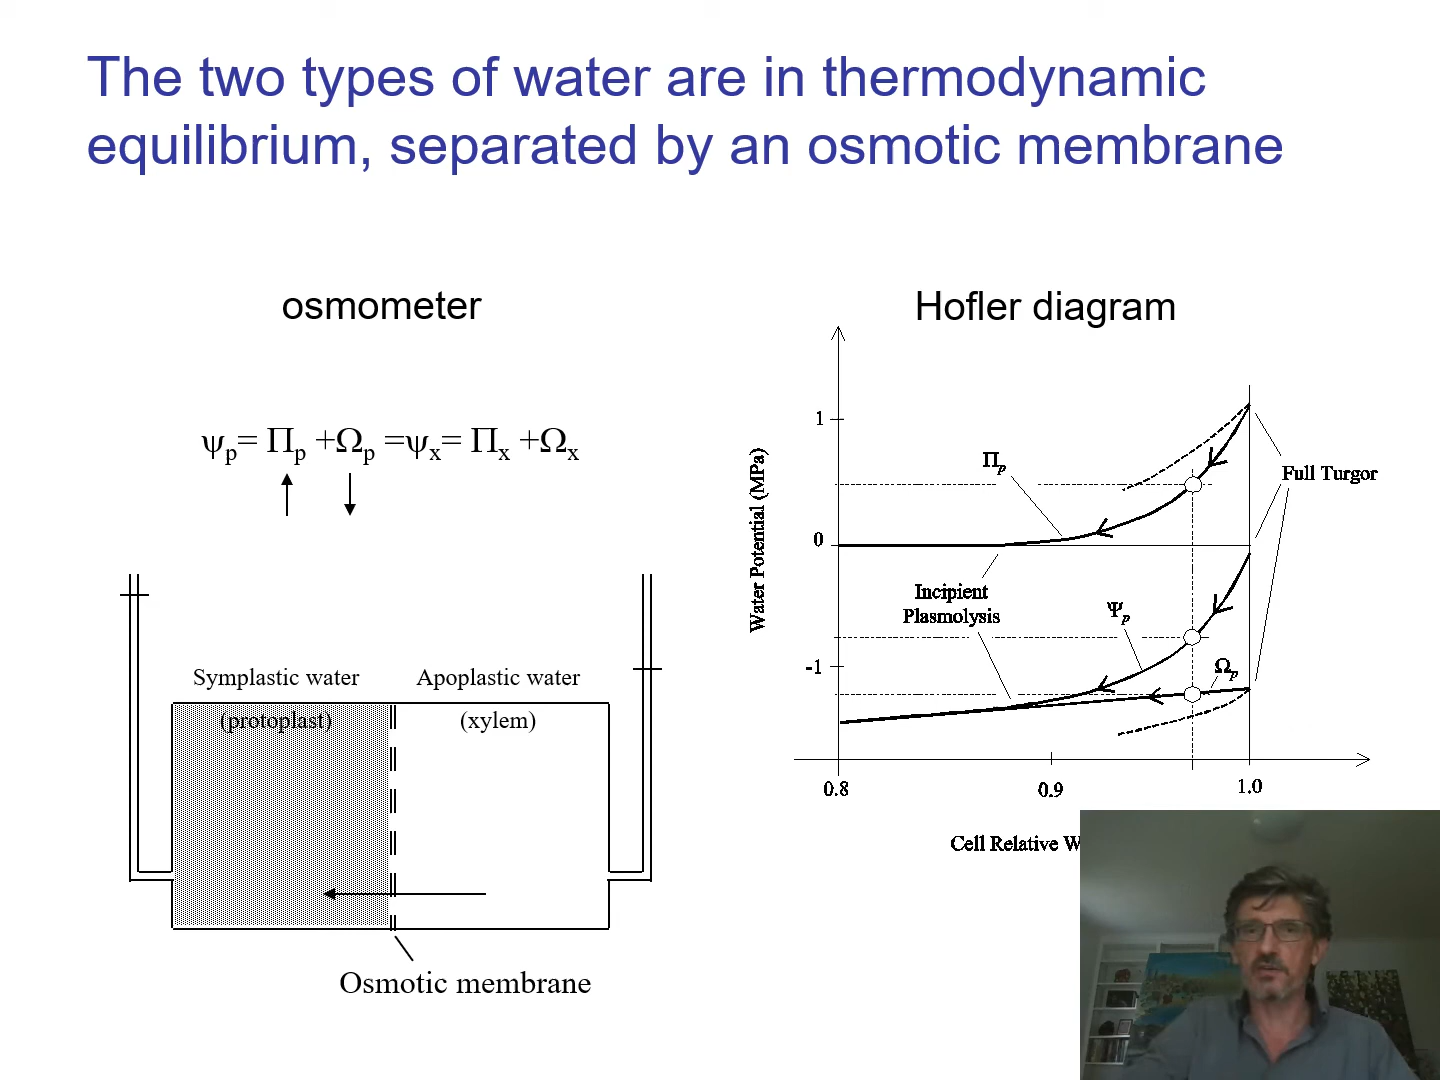 The two types of water are in thermodynamic
equilibrium, separated by an osmotic membrane
osmometer
ψp= Πp +Ωp =ψx= Πx +Ωx
Symplastic water
(protoplast)
Apoplastic water
(xylem)
Osmotic membrane
Hofler diagram
Water Potential (MPa)
1
0
-1
Πp
Full Turgor
Incipient
Plasmolysis
Ψp
Ωp
0.8
0.9
1.0
Cell Relative W